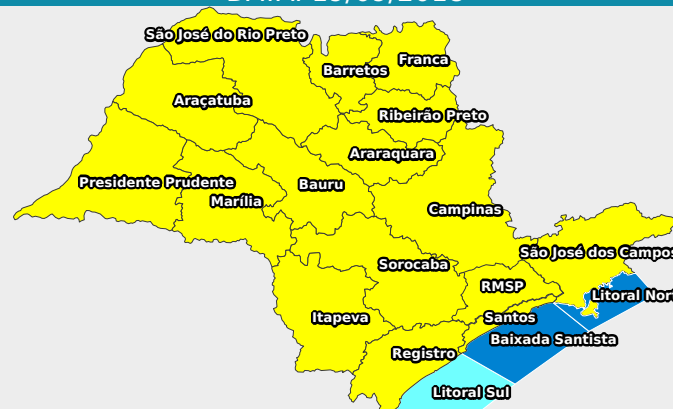 São José do Rio Preto
Franca
Barretos
Araçatuba
Ribeirão Preto
Araraquara
Presidente Prudente
Bauru
Marília
Campinas
São José dos Campos
Sorocaba
RMSP
Litoral Nort
Itapeva
Santos
Baixada Santista
Registro
Litoral Sul